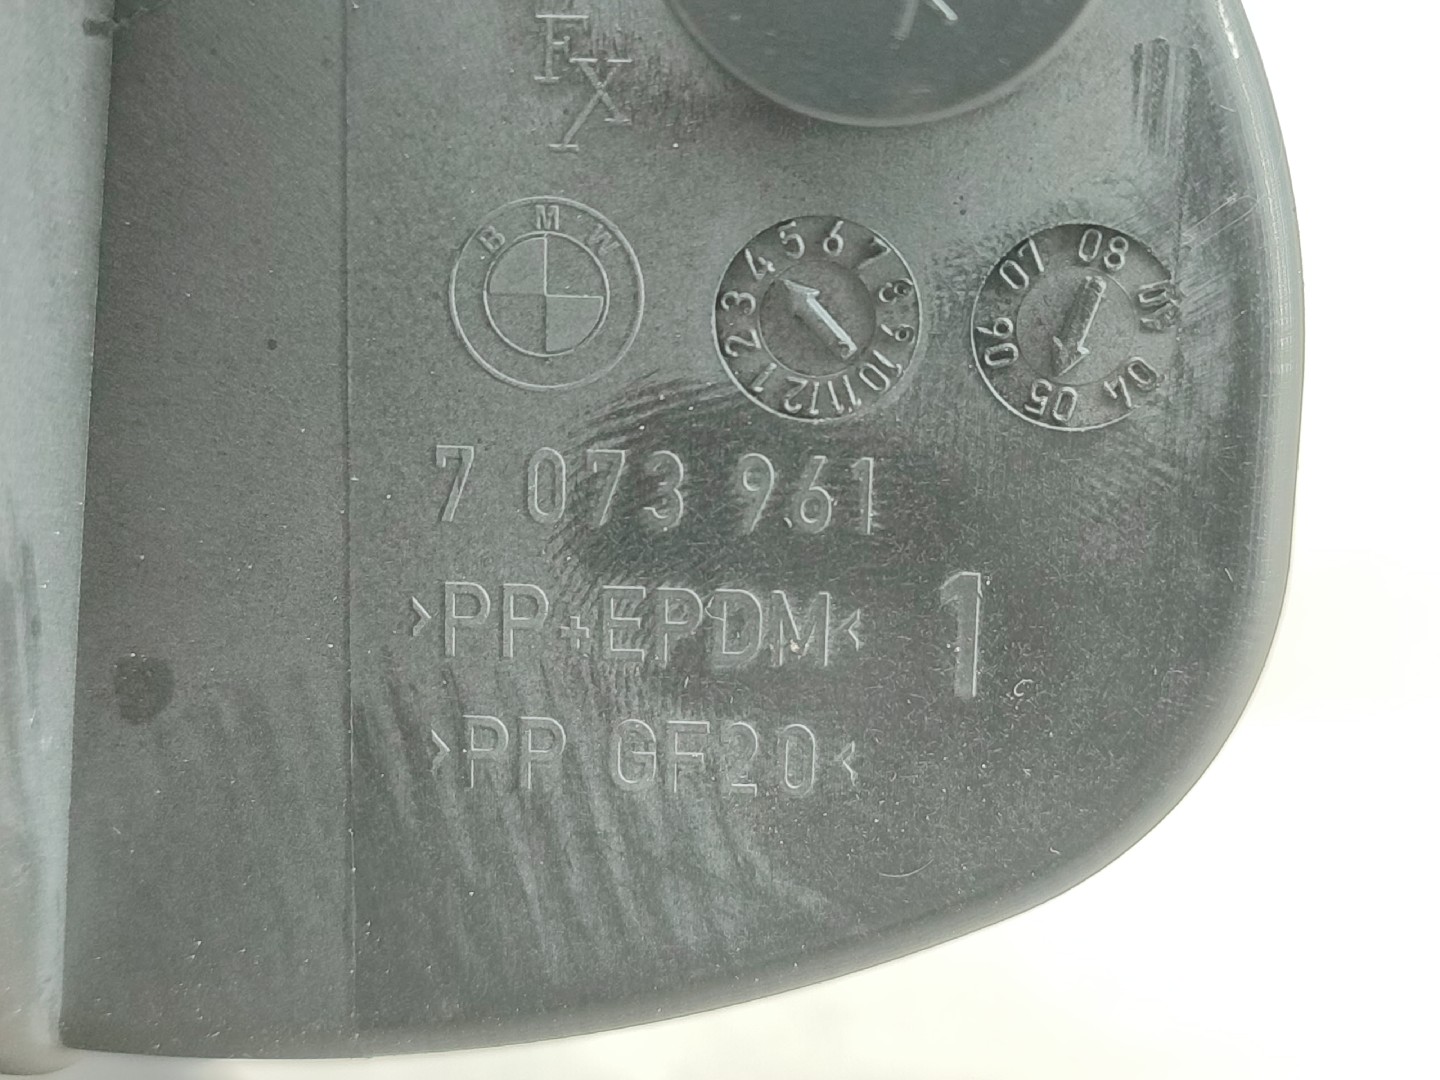 F
X
BMW
1 2 3 4 5 6 7 8 9 10 11 12
04 05 06 07 08 09
7 073 961
>PP+EPDM< 1
>PP GF20<